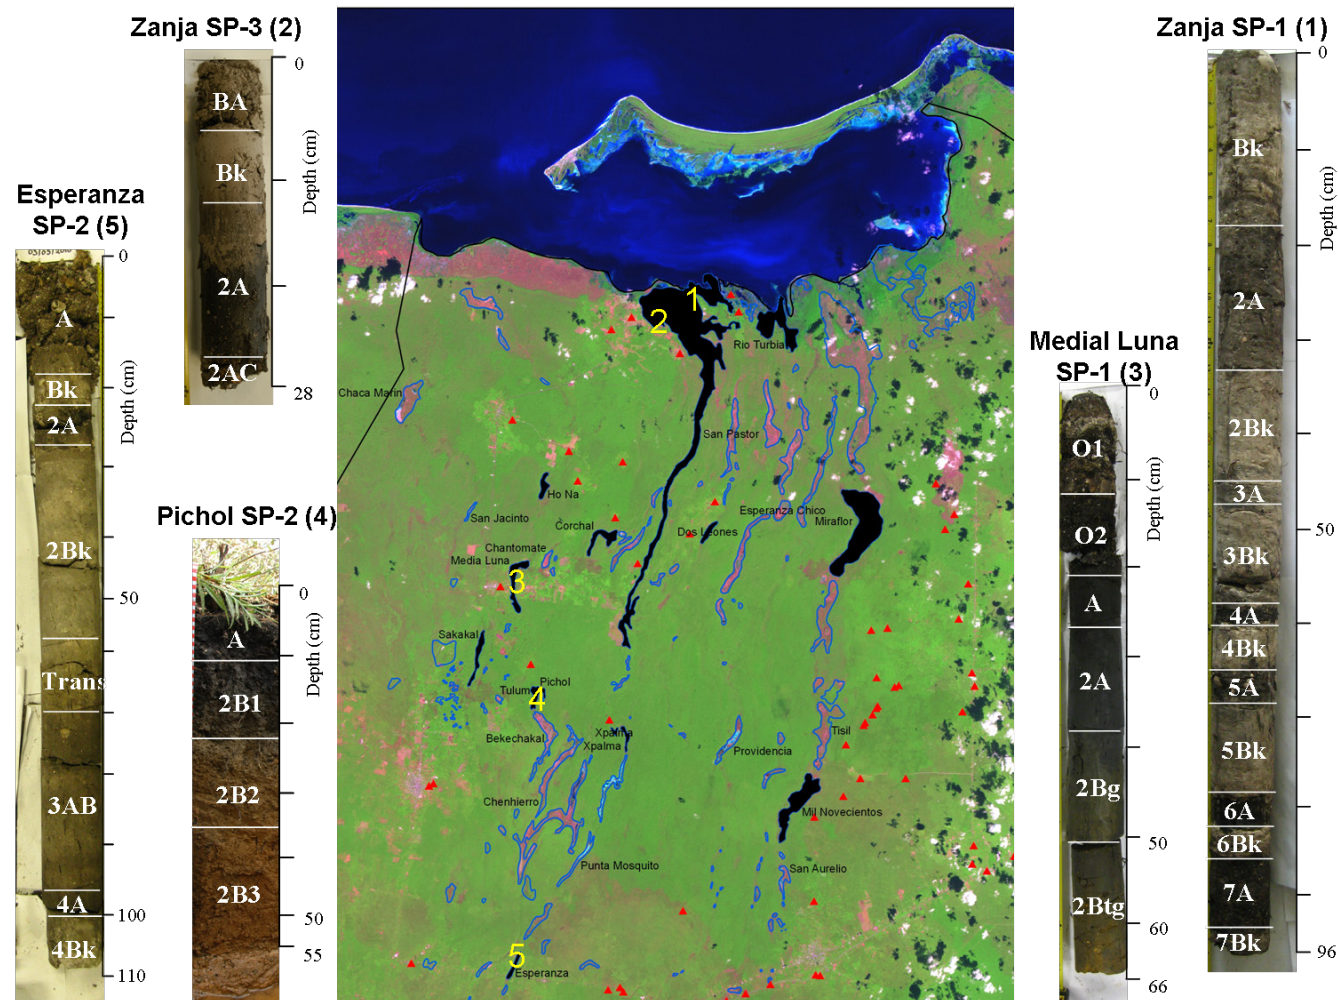 Zanja SP-3 (2)
0
BA
Bk
2A
2AC
Depth (cm)
28
Esperanza
SP-2 (5)
0
A
Bk
2A
2Bk
Trans
3AB
4A
4Bk
Depth (cm)
50
100
110
Pichol SP-2 (4)
0
A
2B1
2B2
2B3
Depth (cm)
50
55
1
2
Rio Turbia
Chaca Marin
San Pastor
Ho Na
San Jacinto
Corchal
Esperanza Chico
Miraflor
Dos Leones
Chantomate
Media Luna
3
Sakakal
Pichol
Tulum
4
Bekechakal
Xpalma
Xpalma
Tisil
Providencia
Chenhierro
Mil Novecientos
Punta Mosquito
San Aurelio
5
Esperanza
Medial Luna
SP-1 (3)
0
O1
O2
A
2A
2Bg
2Btg
Depth (cm)
50
60
66
Zanja SP-1 (1)
0
Bk
2A
2Bk
3A
3Bk
4A
4Bk
5A
5Bk
6A
6Bk
7A
7Bk
Depth (cm)
50
96